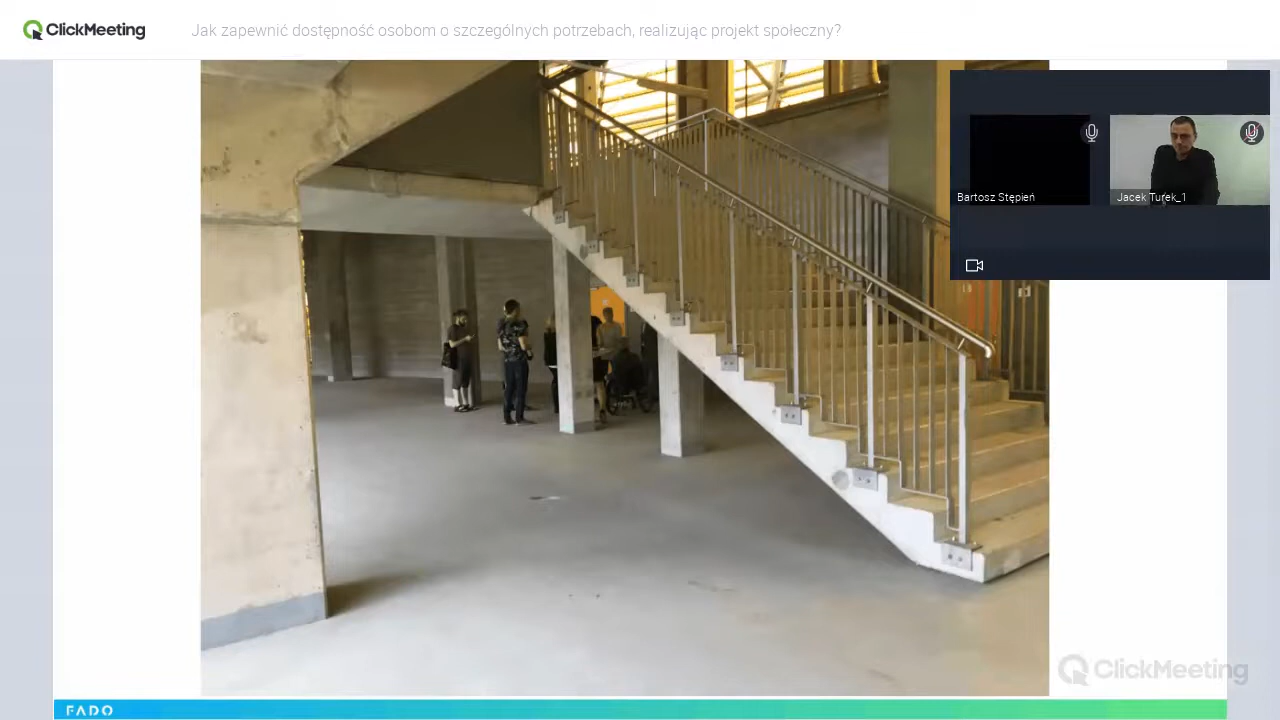 ClickMeeting
Jak zapewnić dostępność osobom o szczególnych potrzebach, realizując projekt społeczny?
Bartosz Stępień
Jacek Turek_1
ClickMeeting
FADO